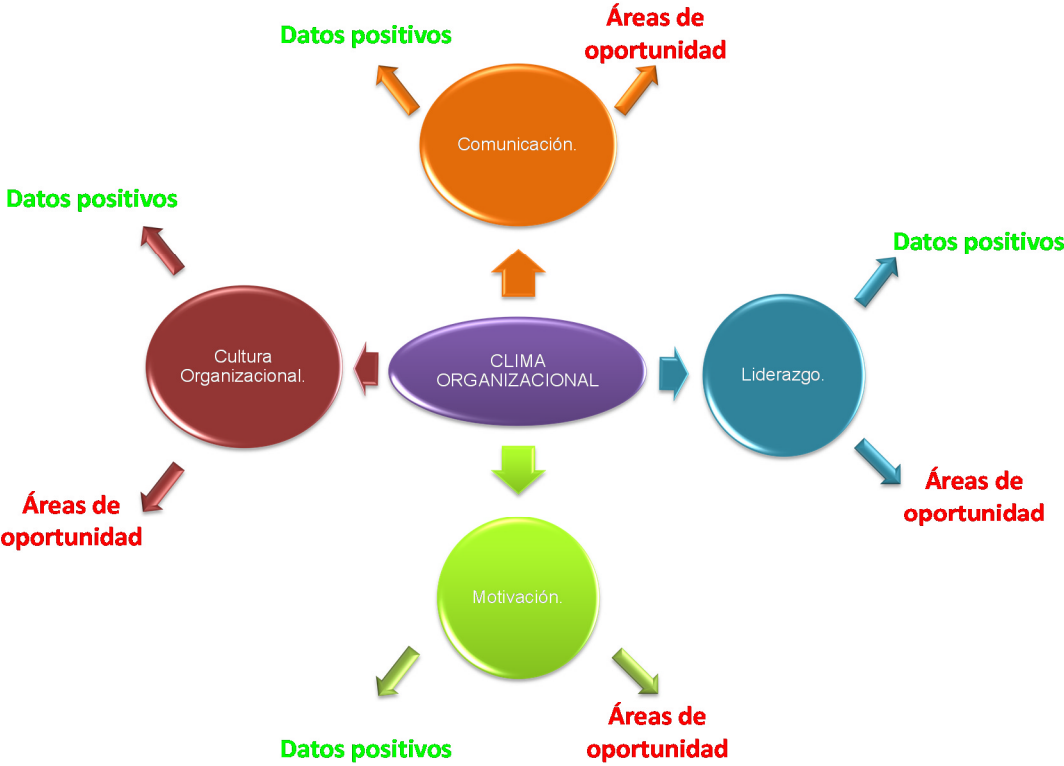 Datos positivos
Áreas de
oportunidad
Comunicación.
Datos positivos
Datos positivos
Cultura
Organizacional.
CLIMA
ORGANIZACIONAL
Liderazgo.
Áreas de
oportunidad
Áreas de
oportunidad
Motivación.
Datos positivos
Áreas de
oportunidad